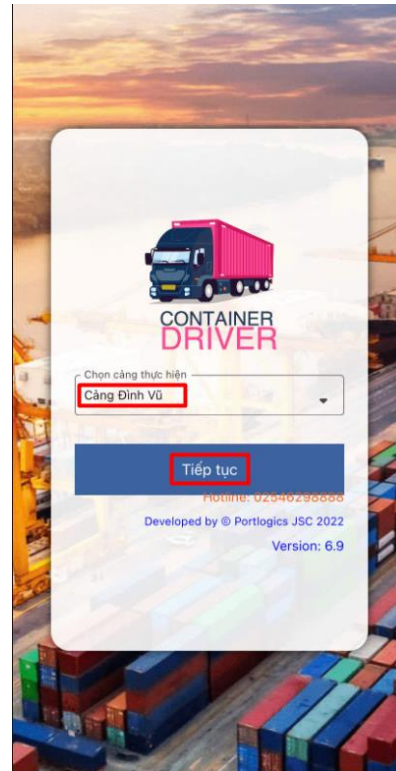 CONTAINER
DRIVER
Chọn cảng thực hiện
Cảng Đình Vũ
Tiếp tục
Hotline: 02546298888
Developed by © Portlogics JSC 2022
Version: 6.9